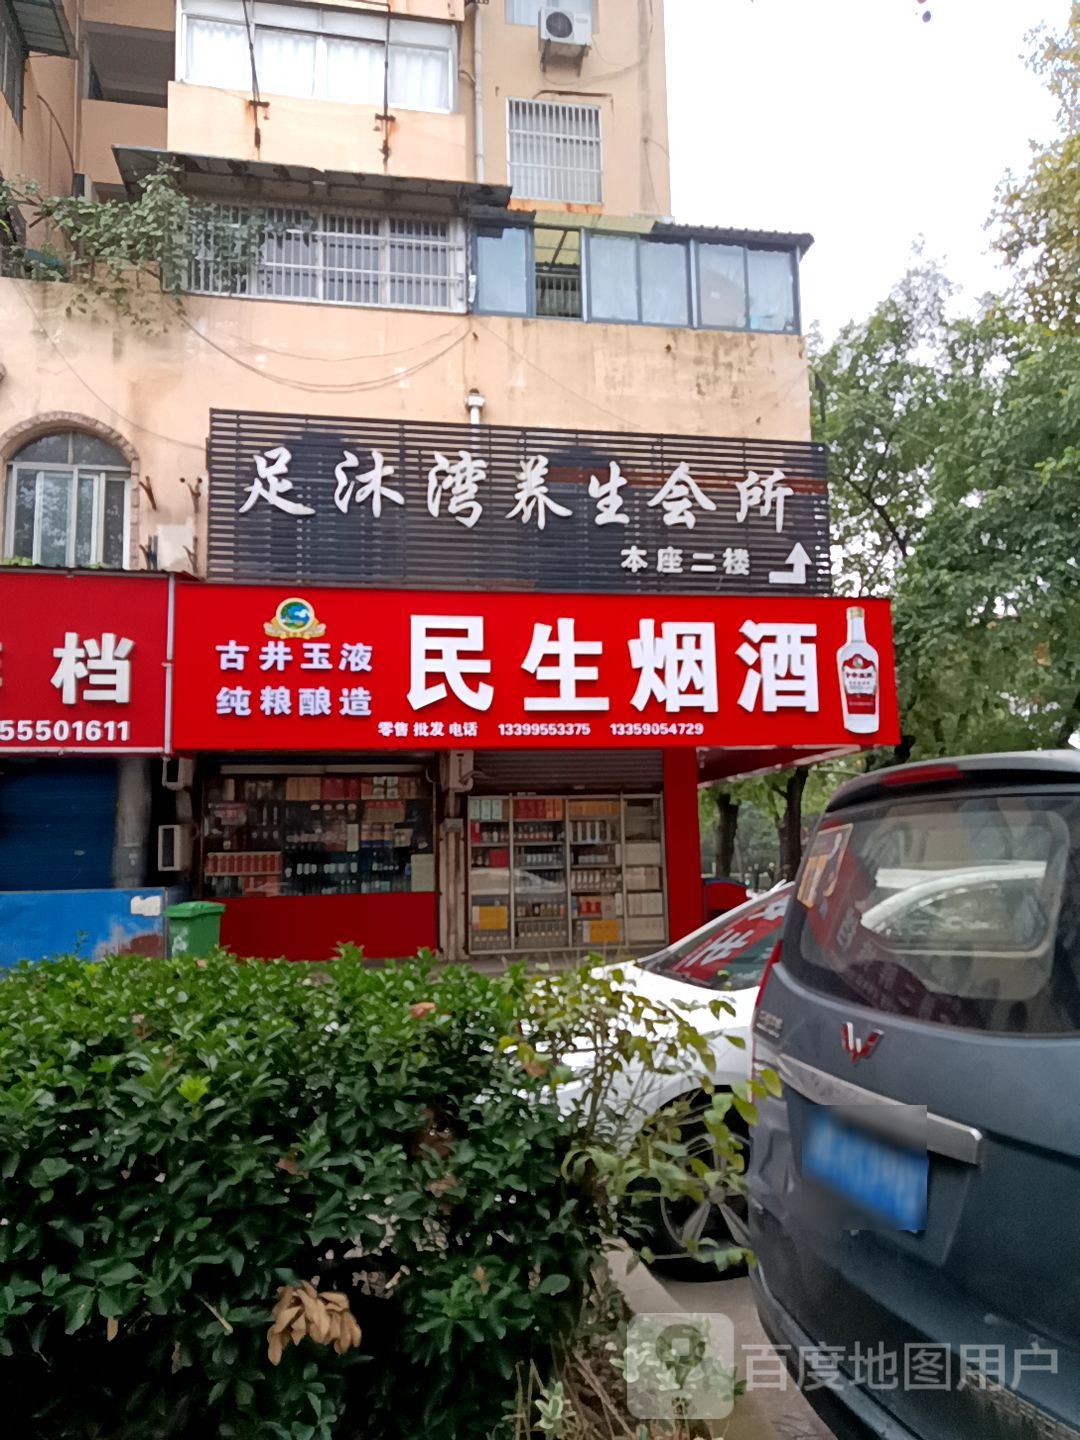 足沐湾养生会所
本座二楼
档
55501611
古井玉液
纯粮酿造
民生烟酒
零售 批发 电话 13399553375 13359054729
百度地图用户